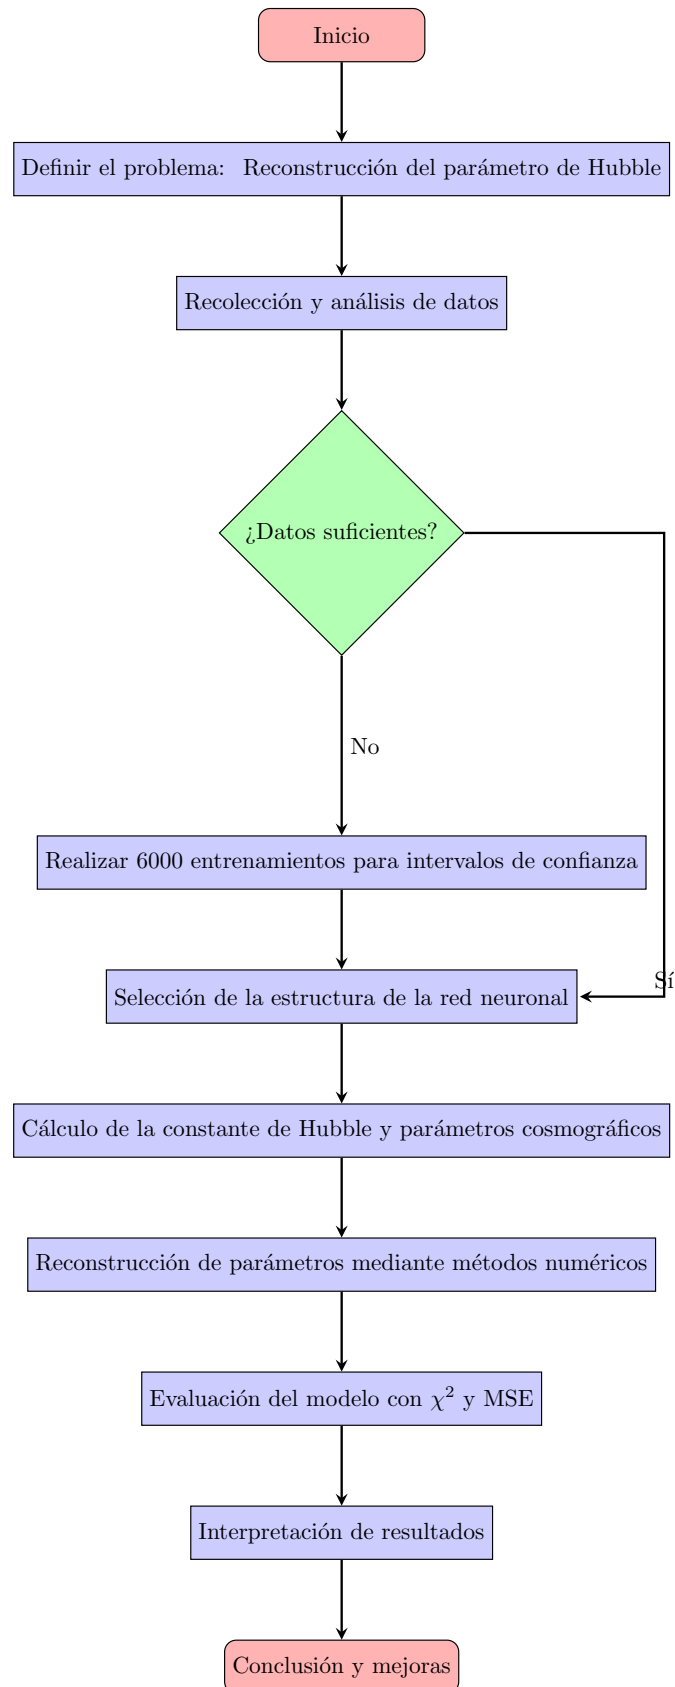 Inicio
Definir el problema: Reconstrucción del parámetro de Hubble
Recolección y análisis de datos
¿Datos suficientes?
No
Realizar 6000 entrenamientos para intervalos de confianza
Sí
Selección de la estructura de la red neuronal
Cálculo de la constante de Hubble y parámetros cosmográficos
Reconstrucción de parámetros mediante métodos numéricos
Evaluación del modelo con χ² y MSE
Interpretación de resultados
Conclusión y mejoras